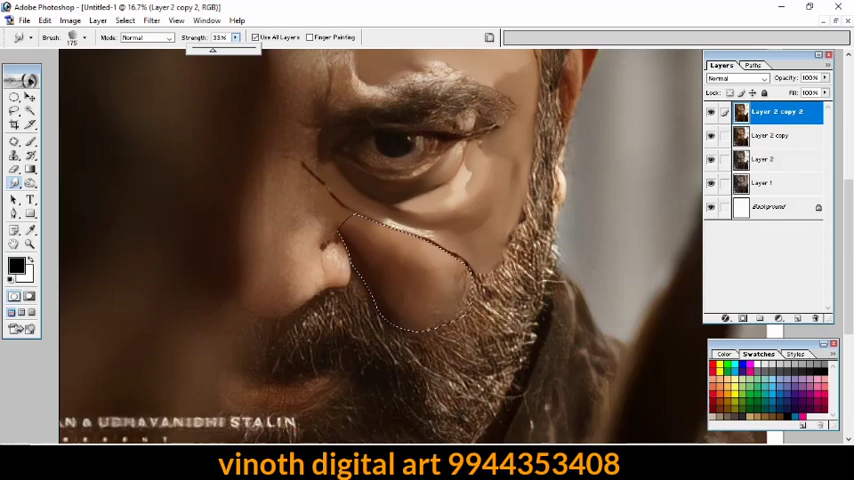 Adobe Photoshop - [Untitled-1 @ 16.7% (Layer 2 copy 2, RGB)]
File Edit Image Layer Select Filter View Window Help
Brush: 175 Mode: Normal Strength: 33% Use All Layers Finger Painting
Layers Paths
Normal Opacity: 100%
Lock: Fill: 100%
Layer 2 copy 2
Layer 2 copy
Layer 2
Layer 1
Background
Color Swatches Styles
AN & UDHAYANIDHI STALIN
vinoth digital art 9944353408